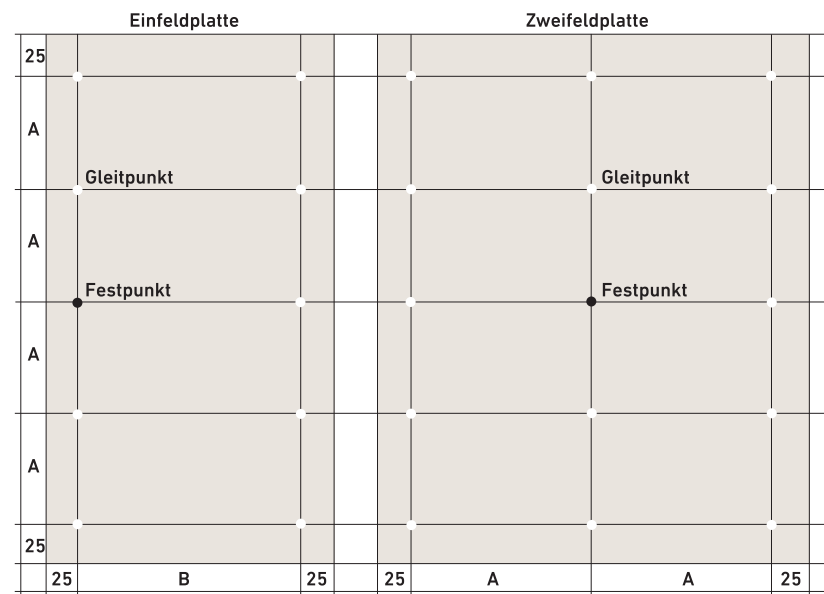 Einfeldplatte
Zweifeldplatte
25
A
Gleitpunkt
Gleitpunkt
A
Festpunkt
Festpunkt
A
A
25
25 B 25 25 A A 25